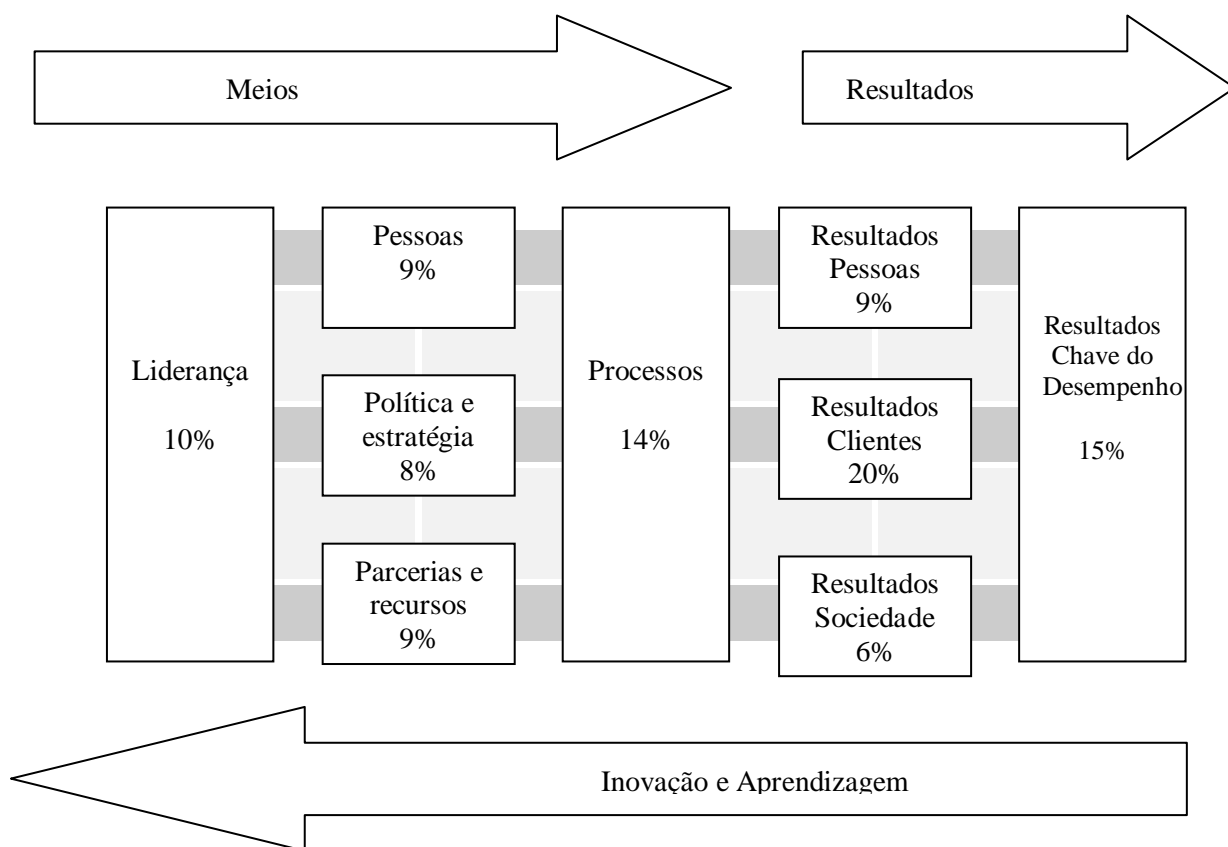 Meios
Resultados
Liderança
10%
Pessoas
9%
Política e
estratégia
8%
Parcerias e
recursos
9%
Processos
14%
Resultados
Pessoas
9%
Resultados
Clientes
20%
Resultados
Sociedade
6%
Resultados
Chave do
Desempenho
15%
Inovação e Aprendizagem